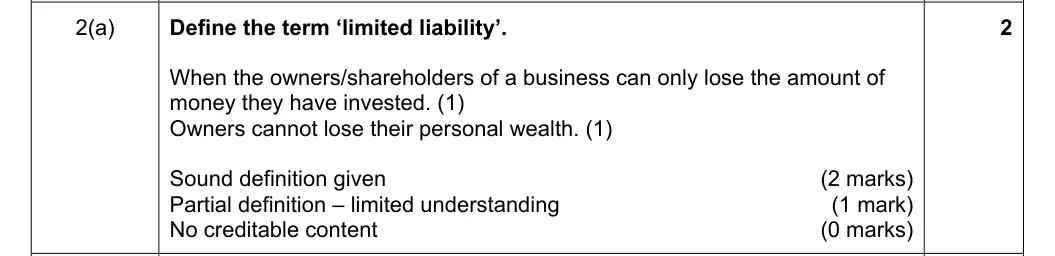 2(a) Define the term ‘limited liability’. 2
When the owners/shareholders of a business can only lose the amount of
money they have invested. (1)
Owners cannot lose their personal wealth. (1)
Sound definition given (2 marks)
Partial definition – limited understanding (1 mark)
No creditable content (0 marks)